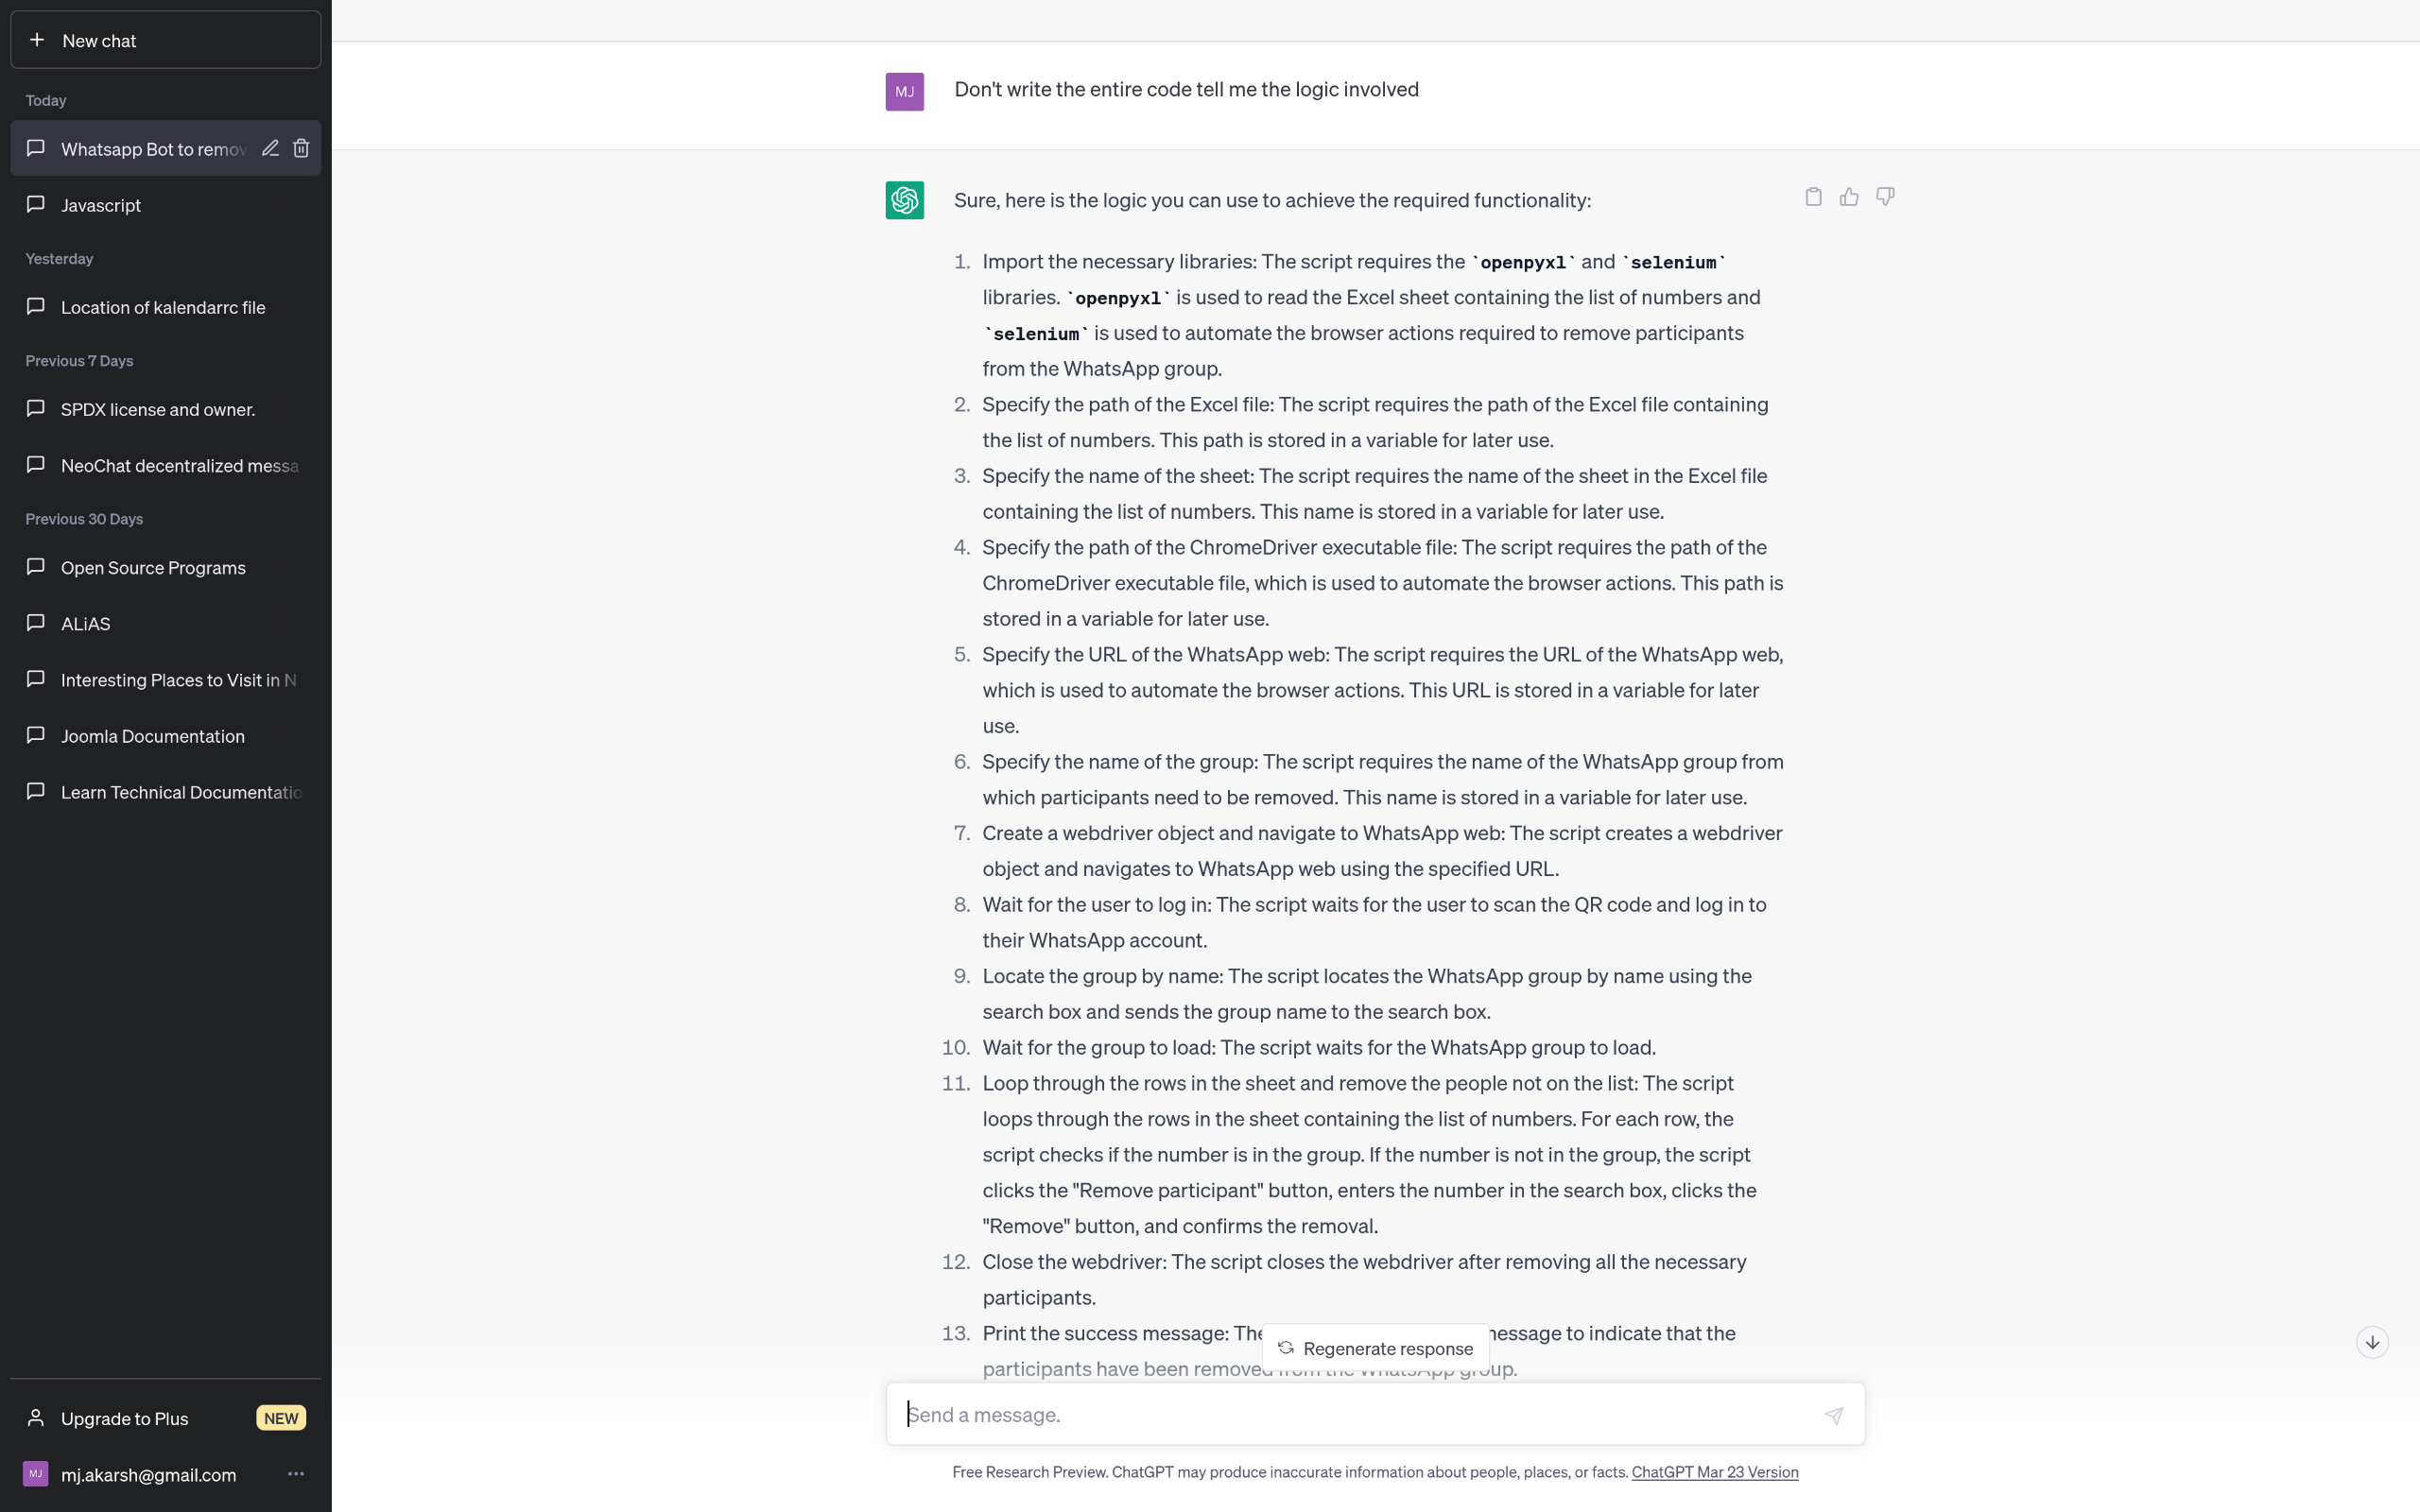 New chat
Today
Whatsapp Bot to remov
Javascript
Yesterday
Location of kalendarrc file
Previous 7 Days
SPDX license and owner.
NeoChat decentralized messa
Previous 30 Days
Open Source Programs
ALiAS
Interesting Places to Visit in N
Joomla Documentation
Learn Technical Documentatio
Upgrade to Plus NEW
MJ mj.akarsh@gmail.com
MJ Don't write the entire code tell me the logic involved
Sure, here is the logic you can use to achieve the required functionality:
1. Import the necessary libraries: The script requires the `openpyxl` and `selenium`
libraries. `openpyxl` is used to read the Excel sheet containing the list of numbers and
`selenium` is used to automate the browser actions required to remove participants
from the WhatsApp group.
2. Specify the path of the Excel file: The script requires the path of the Excel file containing
the list of numbers. This path is stored in a variable for later use.
3. Specify the name of the sheet: The script requires the name of the sheet in the Excel file
containing the list of numbers. This name is stored in a variable for later use.
4. Specify the path of the ChromeDriver executable file: The script requires the path of the
ChromeDriver executable file, which is used to automate the browser actions. This path is
stored in a variable for later use.
5. Specify the URL of the WhatsApp web: The script requires the URL of the WhatsApp web,
which is used to automate the browser actions. This URL is stored in a variable for later
use.
6. Specify the name of the group: The script requires the name of the WhatsApp group from
which participants need to be removed. This name is stored in a variable for later use.
7. Create a webdriver object and navigate to WhatsApp web: The script creates a webdriver
object and navigates to WhatsApp web using the specified URL.
8. Wait for the user to log in: The script waits for the user to scan the QR code and log in to
their WhatsApp account.
9. Locate the group by name: The script locates the WhatsApp group by name using the
search box and sends the group name to the search box.
10. Wait for the group to load: The script waits for the WhatsApp group to load.
11. Loop through the rows in the sheet and remove the people not on the list: The script
loops through the rows in the sheet containing the list of numbers. For each row, the
script checks if the number is in the group. If the number is not in the group, the script
clicks the "Remove participant" button, enters the number in the search box, clicks the
"Remove" button, and confirms the removal.
12. Close the webdriver: The script closes the webdriver after removing all the necessary
participants.
13. Print the success message: The message to indicate that the
Regenerate response
participants have been removed from the WhatsApp group.
Send a message.
Free Research Preview. ChatGPT may produce inaccurate information about people, places, or facts. ChatGPT Mar 23 Version